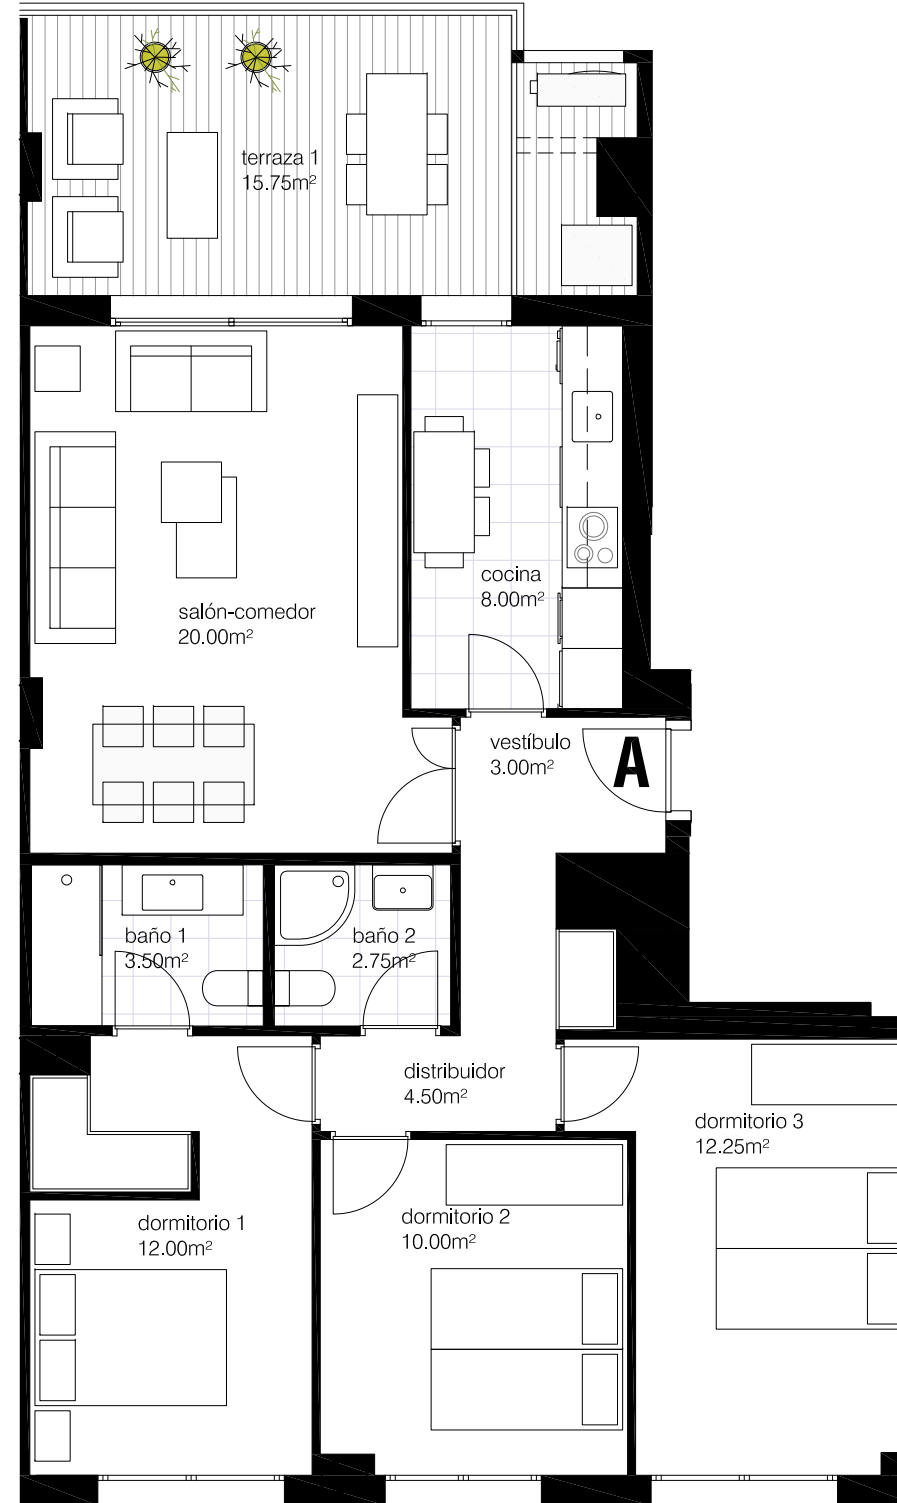 terraza 1
15.75m²
cocina
8.00m²
salón-comedor
20.00m²
vestíbulo
3.00m²
A
baño 1
3.50m²
baño 2
2.75m²
distribuidor
4.50m²
dormitorio 3
12.25m²
dormitorio 1
12.00m²
dormitorio 2
10.00m²